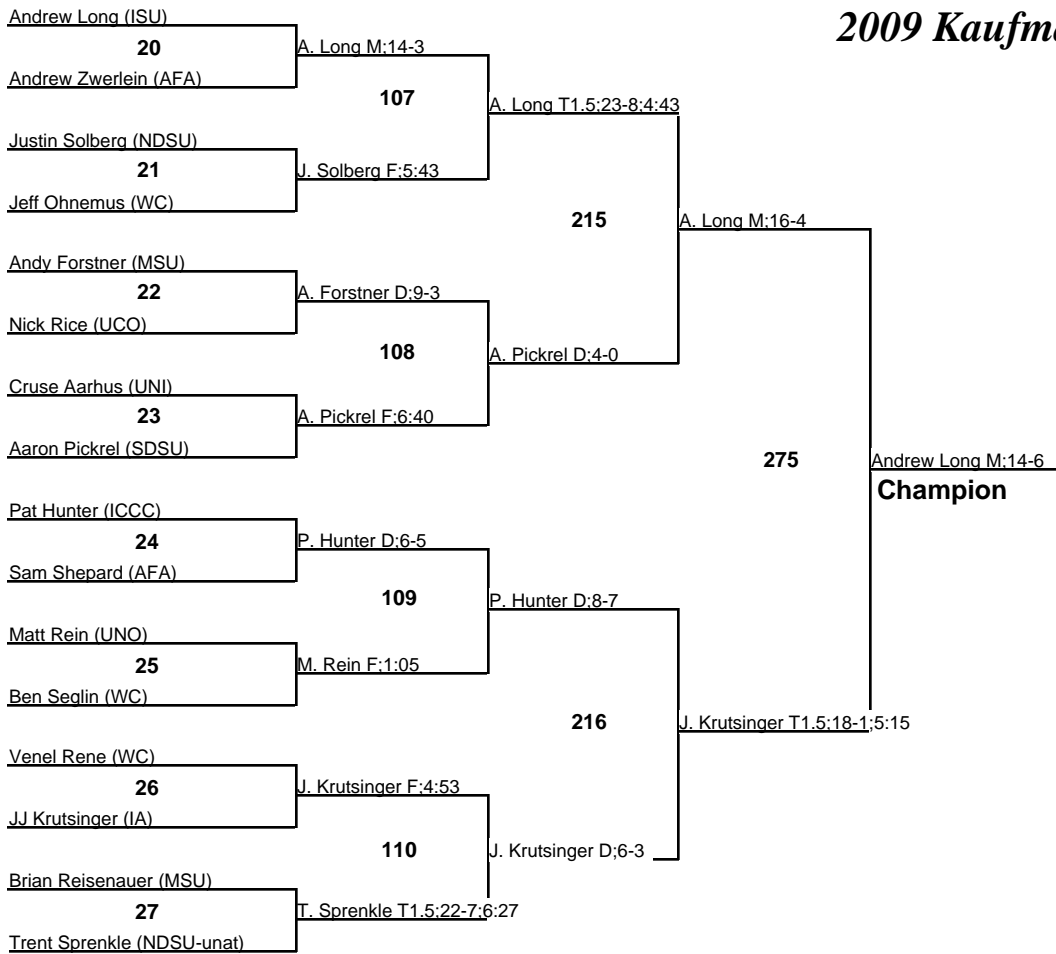 2009 Kaufma
Andrew Long (ISU)
20
Andrew Zwerlein (AFA)
A. Long M;14-3
107
A. Long T1.5;23-8;4:43
Justin Solberg (NDSU)
21
Jeff Ohnemus (WC)
J. Solberg F;5:43
215
A. Long M;16-4
Andy Forstner (MSU)
22
Nick Rice (UCO)
A. Forstner D;9-3
108
A. Pickrel D;4-0
Cruse Aarhus (UNI)
23
Aaron Pickrel (SDSU)
A. Pickrel F;6:40
275
Andrew Long M;14-6
Champion
Pat Hunter (ICCC)
24
Sam Shepard (AFA)
P. Hunter D;6-5
109
P. Hunter D;8-7
Matt Rein (UNO)
25
Ben Seglin (WC)
M. Rein F;1:05
216
J. Krutsinger T1.5;18-1;5:15
Venel Rene (WC)
26
JJ Krutsinger (IA)
J. Krutsinger F;4:53
110
J. Krutsinger D;6-3
Brian Reisenauer (MSU)
27
Trent Sprenkle (NDSU-unat)
T. Sprenkle T1.5;22-7;6:27